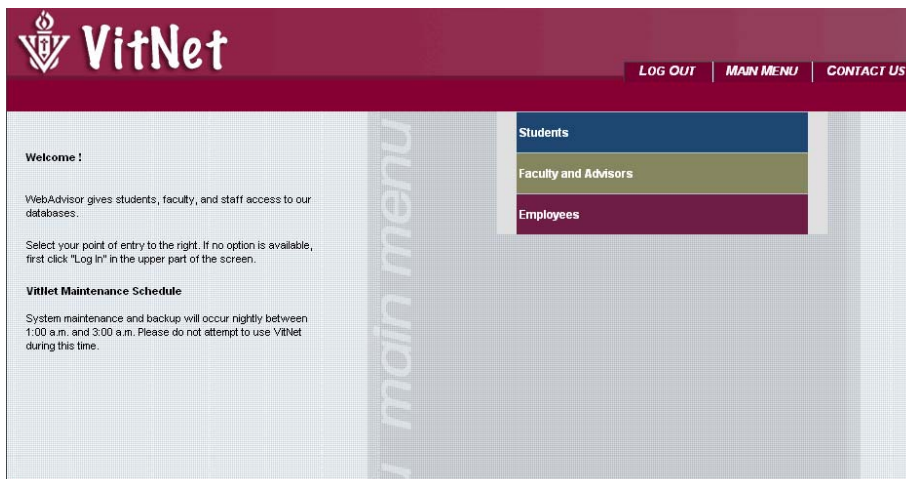 VitNet
LOG OUT
MAIN MENU
CONTACT US
Welcome !
WebAdvisor gives students, faculty, and staff access to our
databases.
Select your point of entry to the right. If no option is available,
first click "Log In" in the upper part of the screen.
VitNet Maintenance Schedule
System maintenance and backup will occur nightly between
1:00 a.m. and 3:00 a.m. Please do not attempt to use VitNet
during this time.
main menu
Students
Faculty and Advisors
Employees